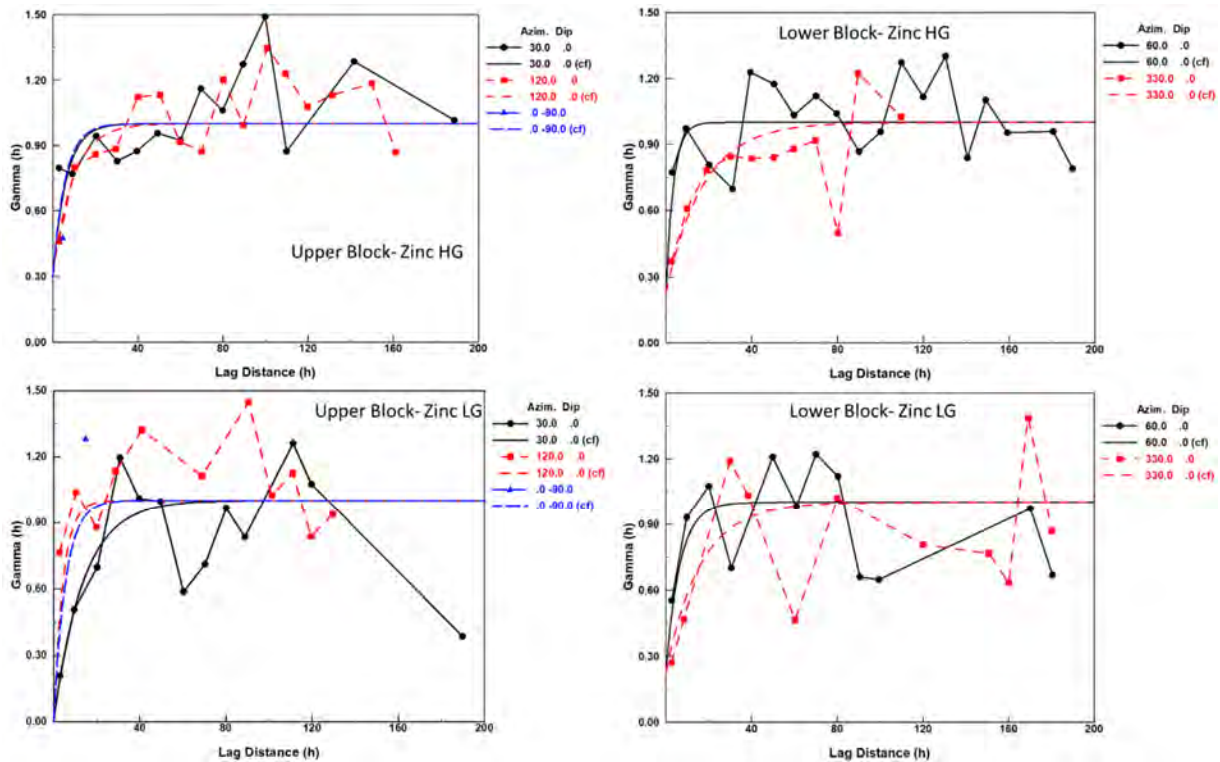 1.50
1.20
0.90
0.60
0.30
0.00
Gamma (h)
40 80 120 160 200
Lag Distance (h)
Upper Block- Zinc HG
Azim. Dip
30.0 .0
30.0 .0 (cf)
120.0 .0
120.0 .0 (cf)
.0 -90.0
.0 -90.0 (cf)
Lower Block- Zinc HG
1.50
1.20
0.90
0.60
0.30
0.00
Gamma (h)
40 80 120 160 200
Lag Distance (h)
Azim. Dip
60.0 .0
60.0 .0 (cf)
330.0 .0
330.0 .0 (cf)
Upper Block- Zinc LG
1.50
1.20
0.90
0.60
0.30
0.00
Gamma (h)
40 80 120 160 200
Lag Distance (h)
Azim. Dip
30.0 .0
30.0 .0 (cf)
120.0 .0
120.0 .0 (cf)
.0 -90.0
.0 -90.0 (cf)
Lower Block- Zinc LG
1.50
1.20
0.90
0.60
0.30
0.00
Gamma (h)
40 80 120 160 200
Lag Distance (h)
Azim. Dip
60.0 .0
60.0 .0 (cf)
330.0 .0
330.0 .0 (cf)